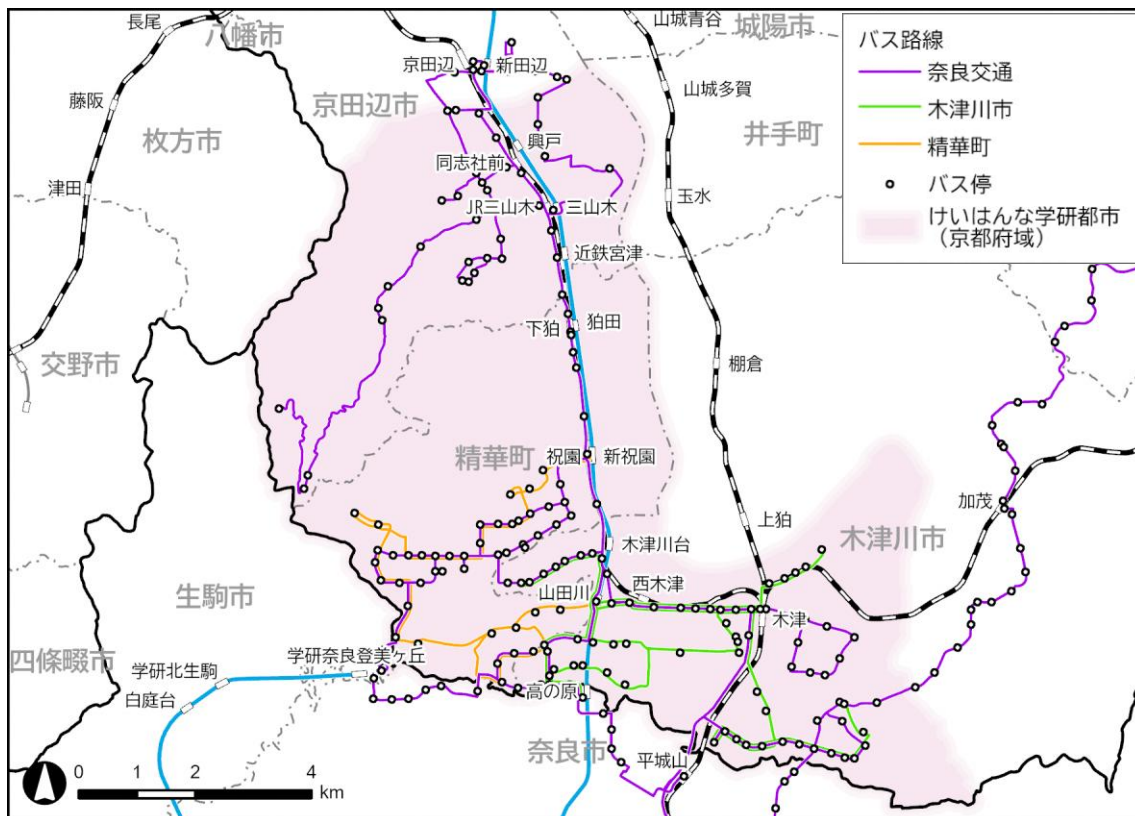 長尾
八幡市
山城青谷
城陽市
京田辺
新田辺
藤阪
京田辺市
山城多賀
枚方市
興戸
井手町
同志社前
津田
JR三山木
三山木
玉水
近鉄宮津
下狛
狛田
交野市
棚倉
精華町
祝園
新祝園
加茂
上狛
木津川市
木津川台
生駒市
山田川
西木津
木津
四條畷市
学研北生駒
学研奈良登美ヶ丘
白庭台
高の原
奈良市
平城山
バス路線
奈良交通
木津川市
精華町
バス停
けいはんな学研都市
（京都府域）
0 1 2 4
km